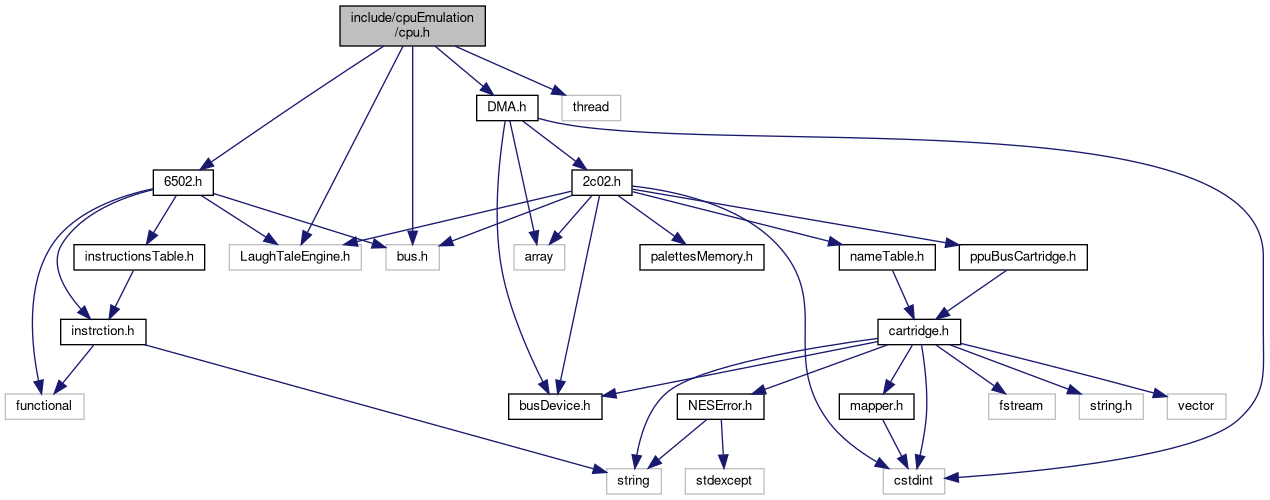 include/cpuEmulation
/cpu.h
DMA.h
thread
6502.h
2c02.h
instructionsTable.h
LaughTaleEngine.h
bus.h
array
palettesMemory.h
nameTable.h
ppuBusCartridge.h
instrction.h
cartridge.h
functional
busDevice.h
NESError.h
mapper.h
fstream
string.h
vector
string
stdexcept
cstdint